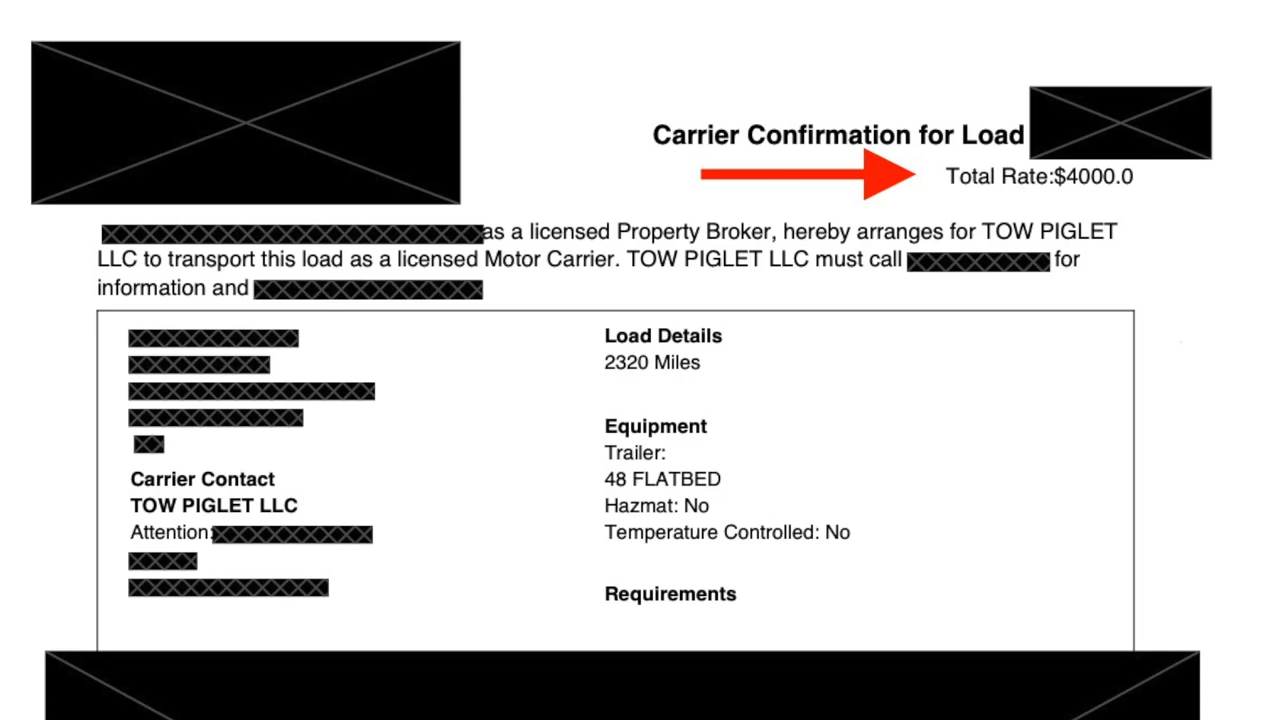 Carrier Confirmation for Load
Total Rate:$4000.0
as a licensed Property Broker, hereby arranges for TOW PIGLET
LLC to transport this load as a licensed Motor Carrier. TOW PIGLET LLC must call for
information and
Load Details
2320 Miles
Equipment
Trailer:
48 FLATBED
Hazmat: No
Temperature Controlled: No
Requirements
Carrier Contact
TOW PIGLET LLC
Attention: